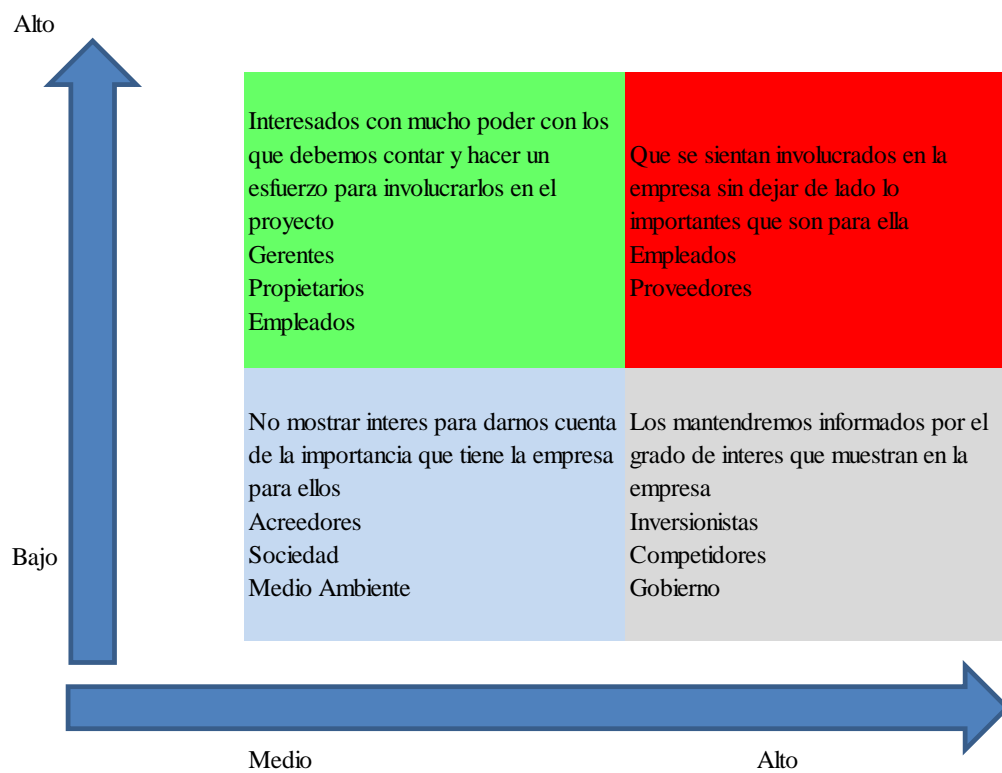 Alto
Interesados con mucho poder con los
que debemos contar y hacer un
esfuerzo para involucrarlos en el
proyecto
Gerentes
Propietarios
Empleados
Que se sientan involucrados en la
empresa sin dejar de lado lo
importantes que son para ella
Empleados
Proveedores
No mostrar interes para darnos cuenta
de la importancia que tiene la empresa
para ellos
Acreedores
Sociedad
Medio Ambiente
Los mantendremos informados por el
grado de interes que muestran en la
empresa
Inversionistas
Competidores
Gobierno
Bajo
Medio
Alto